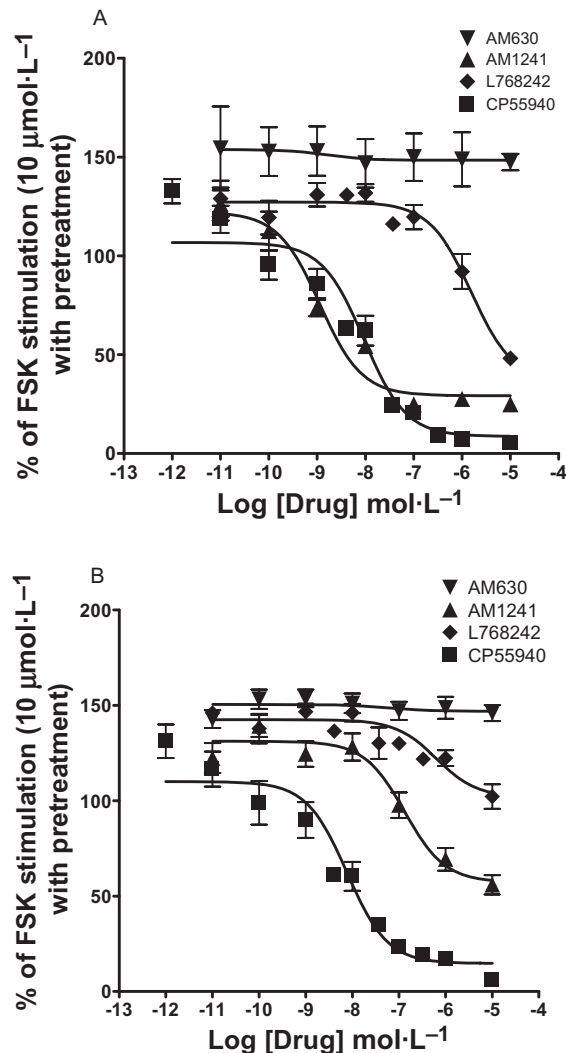 A
AM630
AM1241
L768242
CP55940
% of FSK stimulation (10 μmol·L−1
with pretreatment)
200
150
100
50
0
-13 -12 -11 -10 -9 -8 -7 -6 -5 -4
Log [Drug] mol·L−1
B
AM630
AM1241
L768242
CP55940
% of FSK stimulation (10 μmol·L−1
with pretreatment)
200
150
100
50
0
-13 -12 -11 -10 -9 -8 -7 -6 -5 -4
Log [Drug] mol·L−1